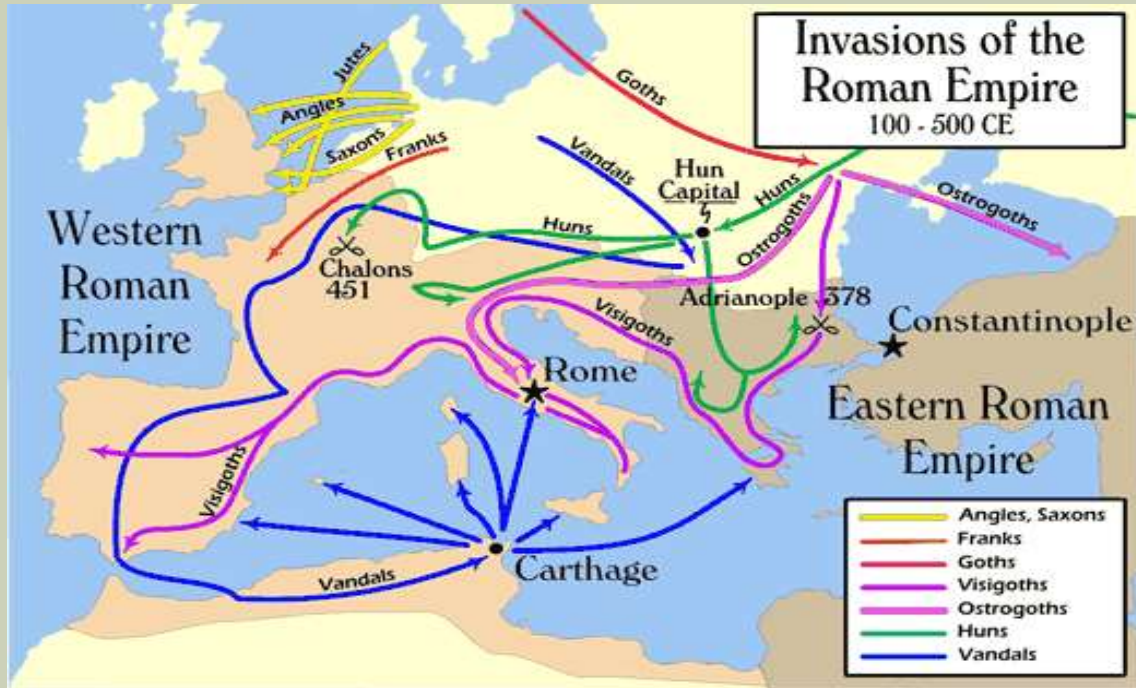 Invasions of the
Roman Empire
100 - 500 CE
Jutes
Angles
Saxons
Franks
Goths
Vandals
Hun
Capital
Huns
Ostrogoths
Ostrogoths
Huns
Western
Roman
Empire
Chalons
451
Adrianople 378
Visigoths
Constantinople
Rome
Eastern Roman
Empire
Visigoths
Vandals
Carthage
Angles, Saxons
Franks
Goths
Visigoths
Ostrogoths
Huns
Vandals